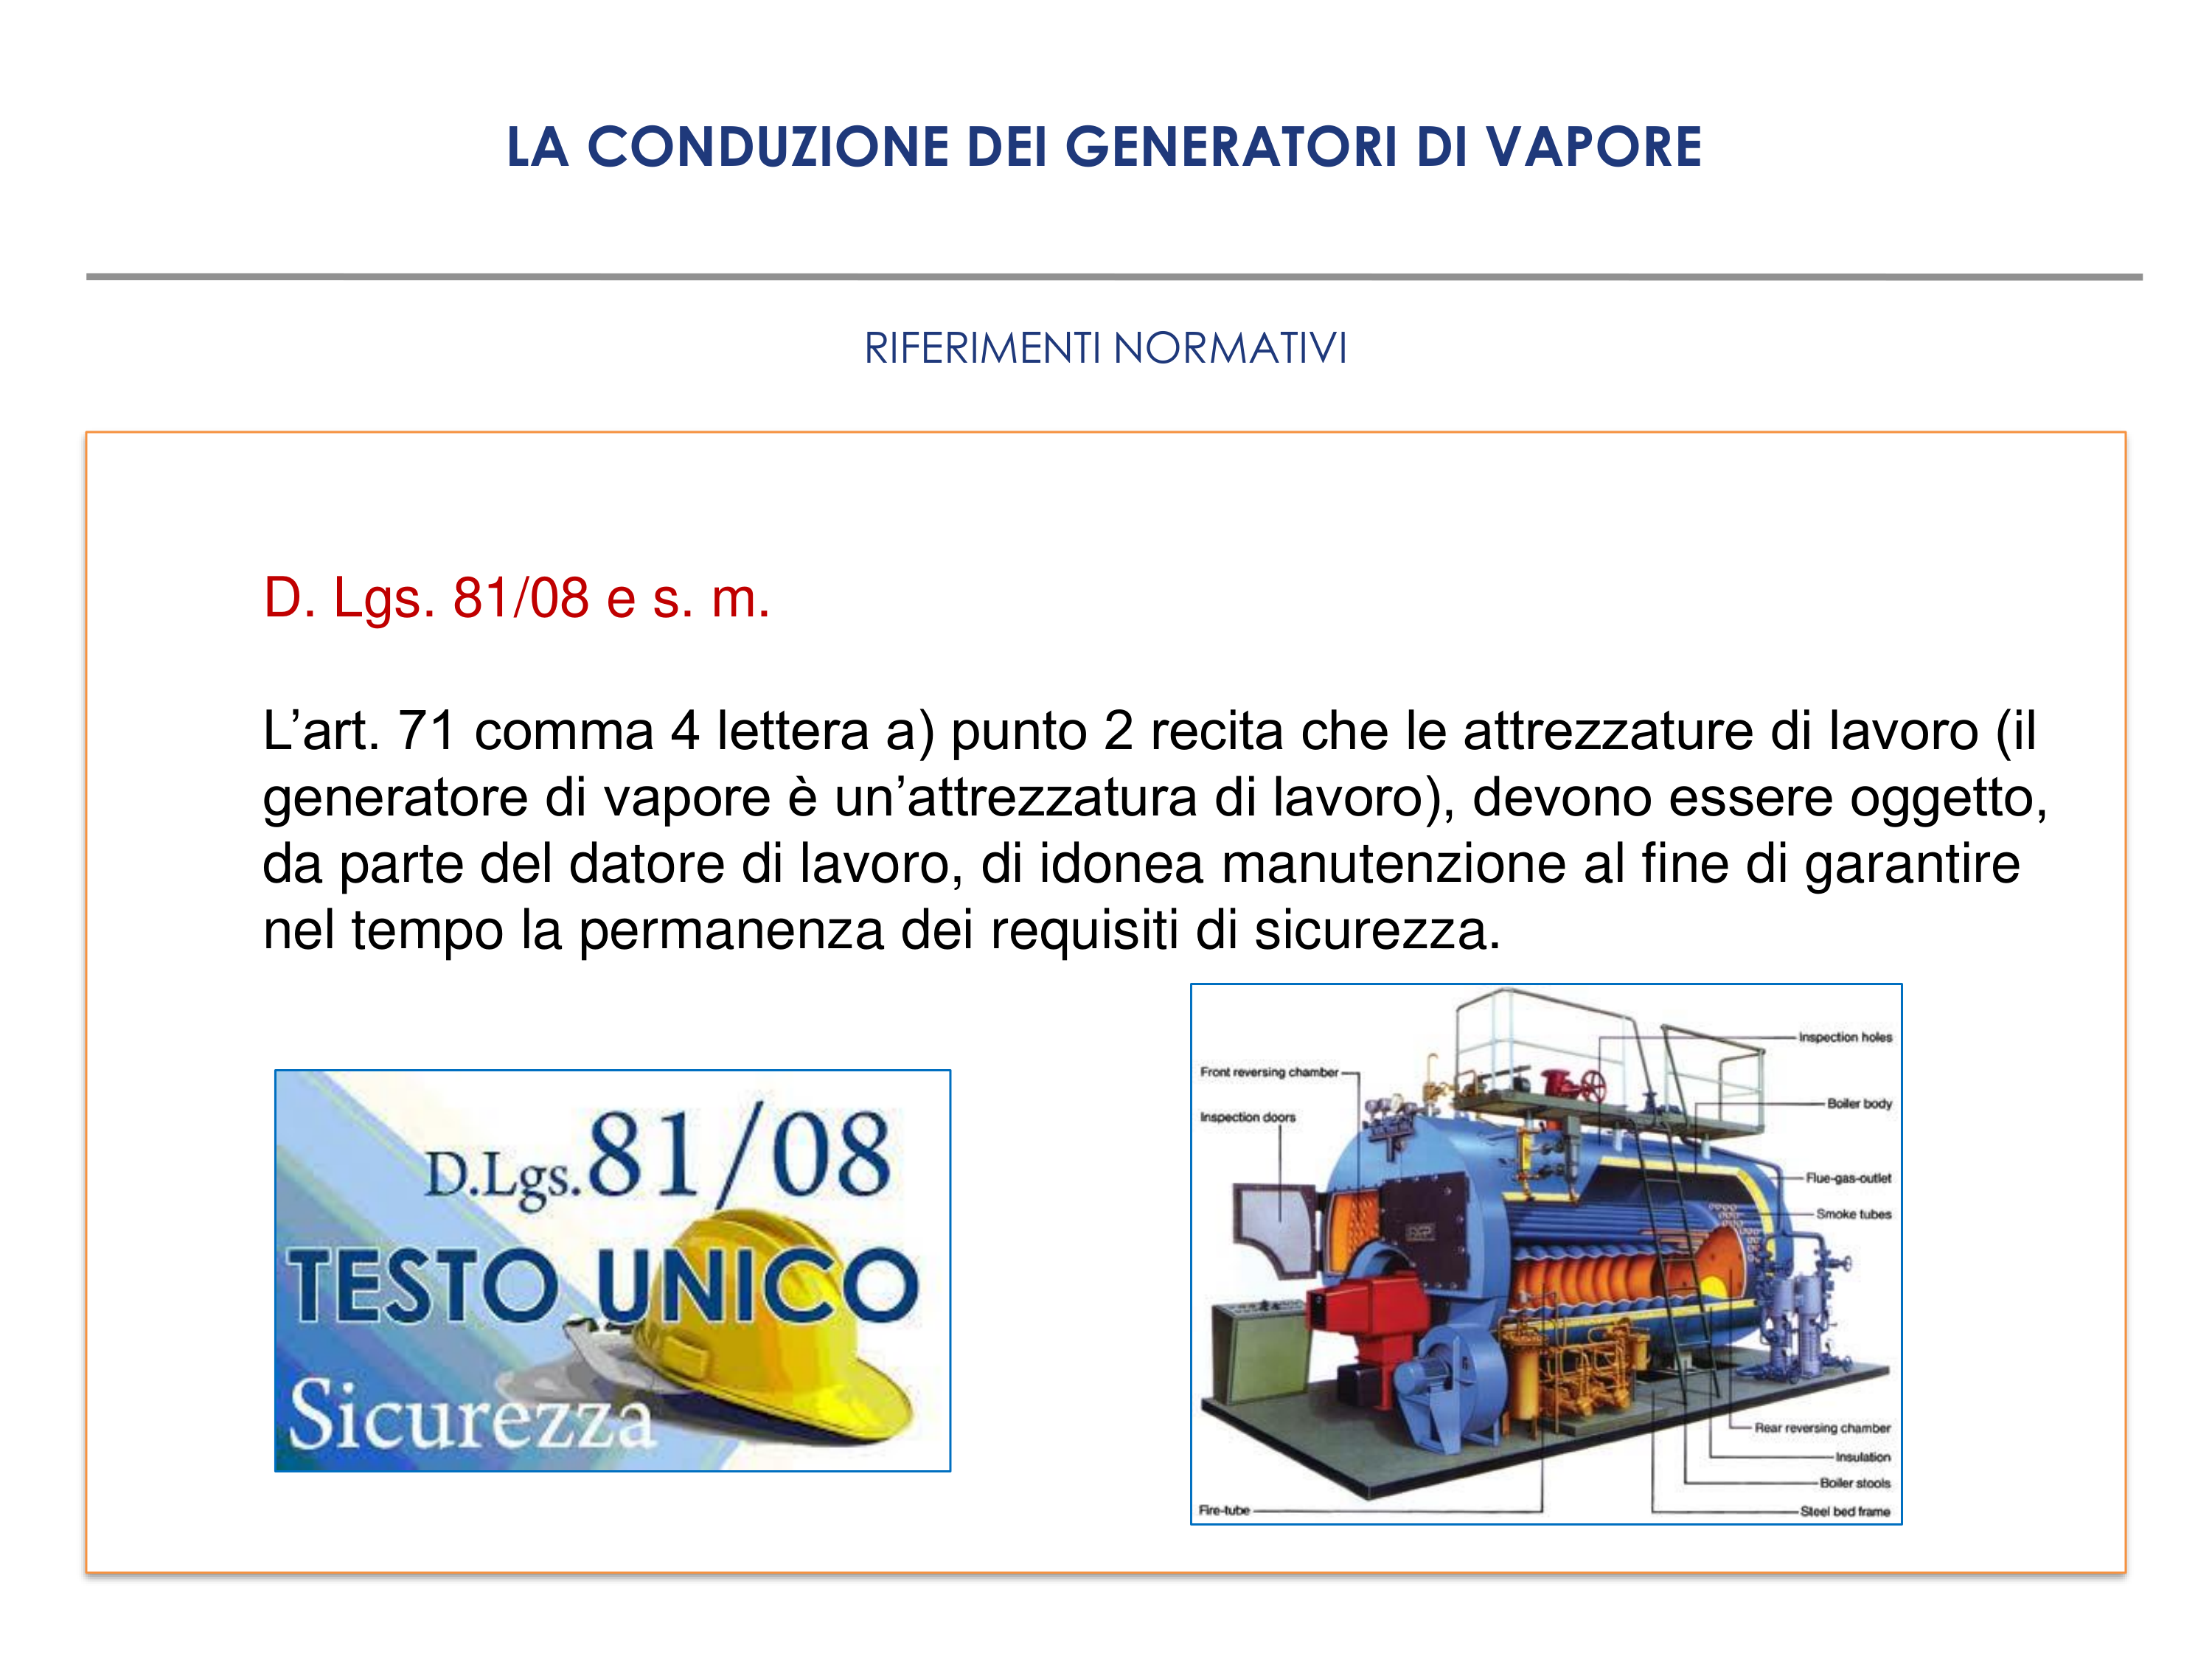 LA CONDUZIONE DEI GENERATORI DI VAPORE
RIFERIMENTI NORMATIVI
D. Lgs. 81/08 e s. m.
L’art. 71 comma 4 lettera a) punto 2 recita che le attrezzature di lavoro (il
generatore di vapore è un’attrezzatura di lavoro), devono essere oggetto,
da parte del datore di lavoro, di idonea manutenzione al fine di garantire
nel tempo la permanenza dei requisiti di sicurezza.
D.Lgs.81/08
TESTO UNICO
Sicurezza
Inspection holes
Front reversing chamber
Boiler body
Inspection doors
Flue-gas-outlet
Smoke tubes
Rear reversing chamber
Insulation
Boiler stools
Fire-tube
Steel bed frame